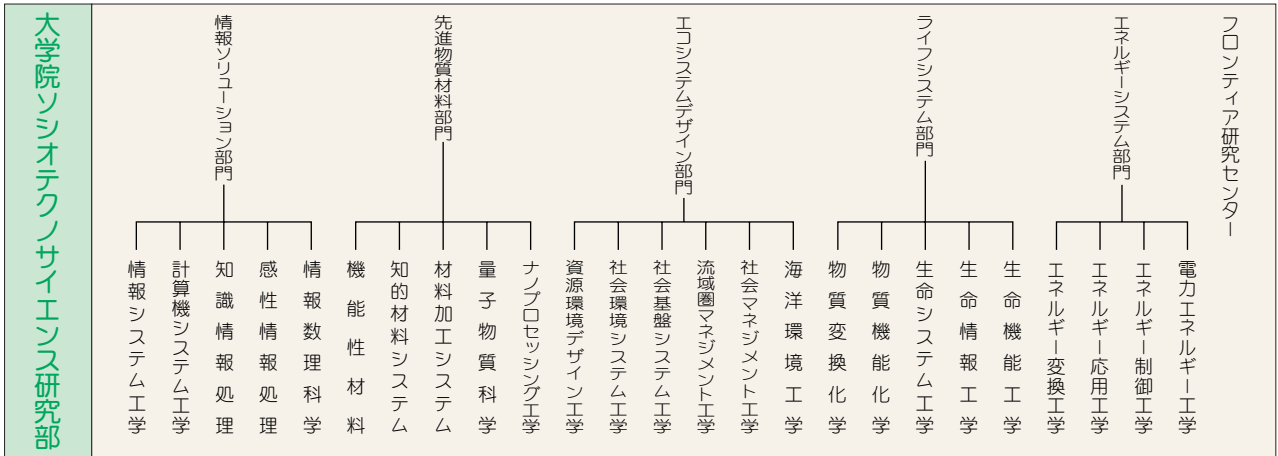 大学院ソシオテクノサイエンス研究部
情報ソリューション部門
情報システム工学
計算機システム工学
知識情報処理
感性情報処理
情報数理科学
先進物質材料部門
機能性材料
知的材料システム
材料加工システム
量子物質科学
ナノプロセッシング工学
エコシステムデザイン部門
資源環境デザイン工学
社会環境システム工学
社会基盤システム工学
流域圏マネジメント工学
社会マネジメント工学
海洋環境工学
ライフシステム部門
物質変換化学
物質機能化学
生命システム工学
生命情報工学
生命機能工学
エネルギーシステム部門
エネルギー変換工学
エネルギー応用工学
エネルギー制御工学
電力エネルギー工学
フロンティア研究センター